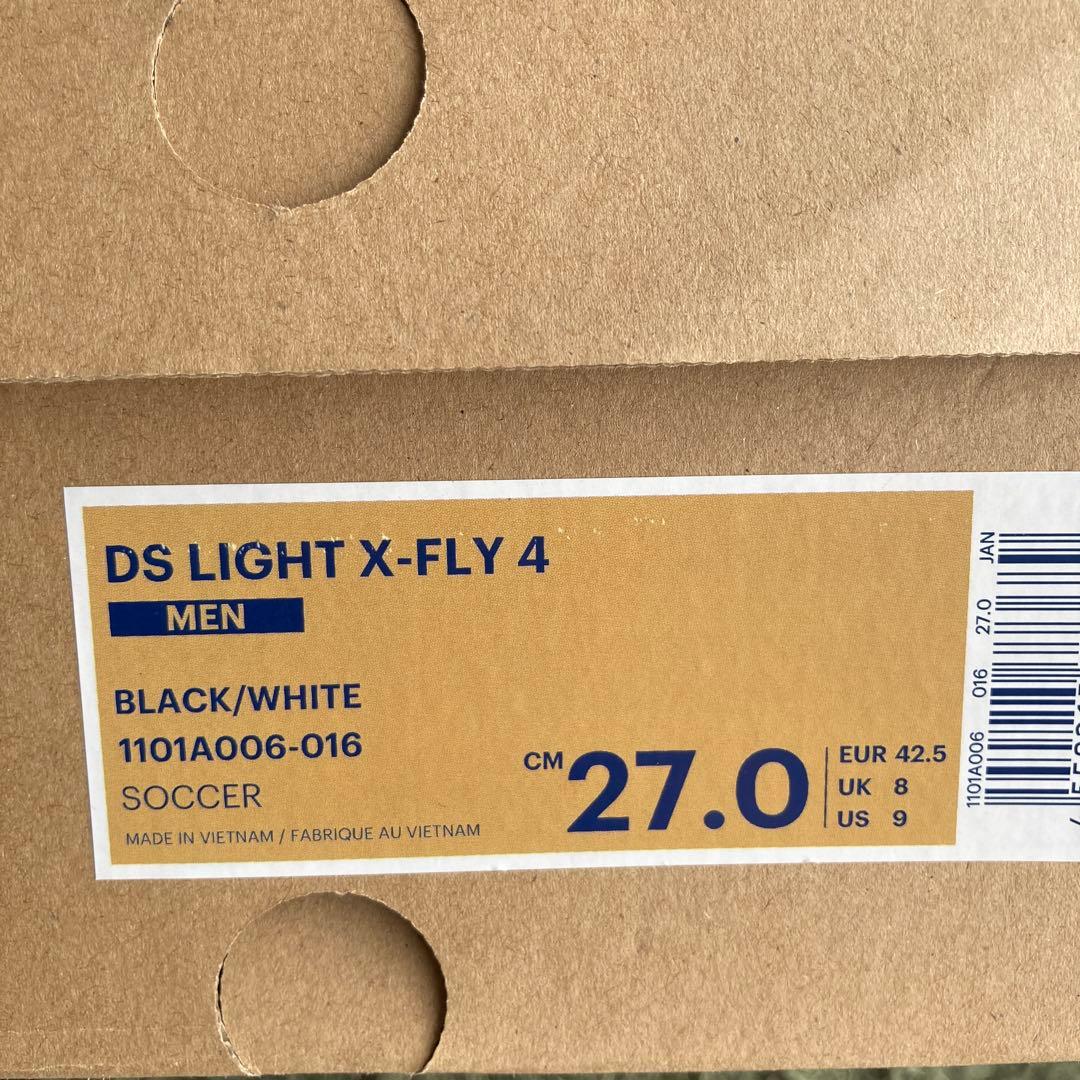 DS LIGHT X-FLY 4
MEN
BLACK/WHITE
1101A006-016
SOCCER
MADE IN VIETNAM / FABRIQUE AU VIETNAM
CM 27.0
EUR 42.5
UK 8
US 9
1101A006 016 27.0 JAN